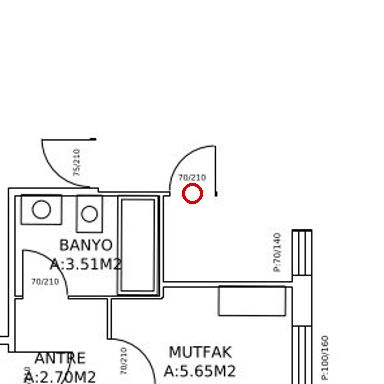 75/210
70/210
BANYO
A:3.51M2
P:70/140
70/210
MUTFAK
A:5.65M2
ANTRE
A:2.70M2
70/210
P:100/160